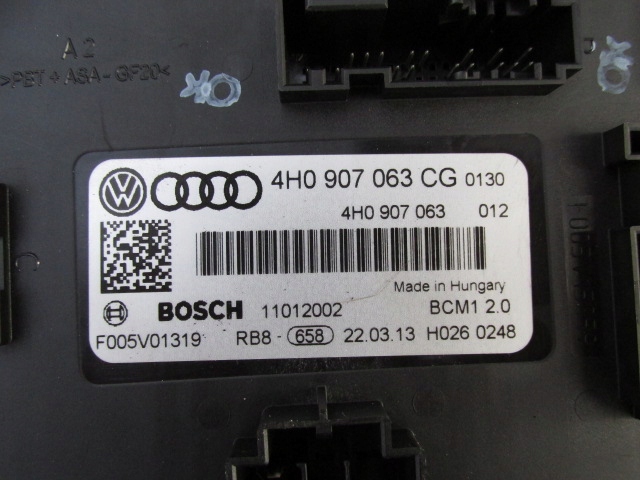 A2
>PET+ASA-GF20<
4H0 907 063 CG 0130
4H0 907 063 012
Made in Hungary
BOSCH 11012002 BCM1 2.0
F005V01319 RB8 - 658 22.03.13 H026 0248